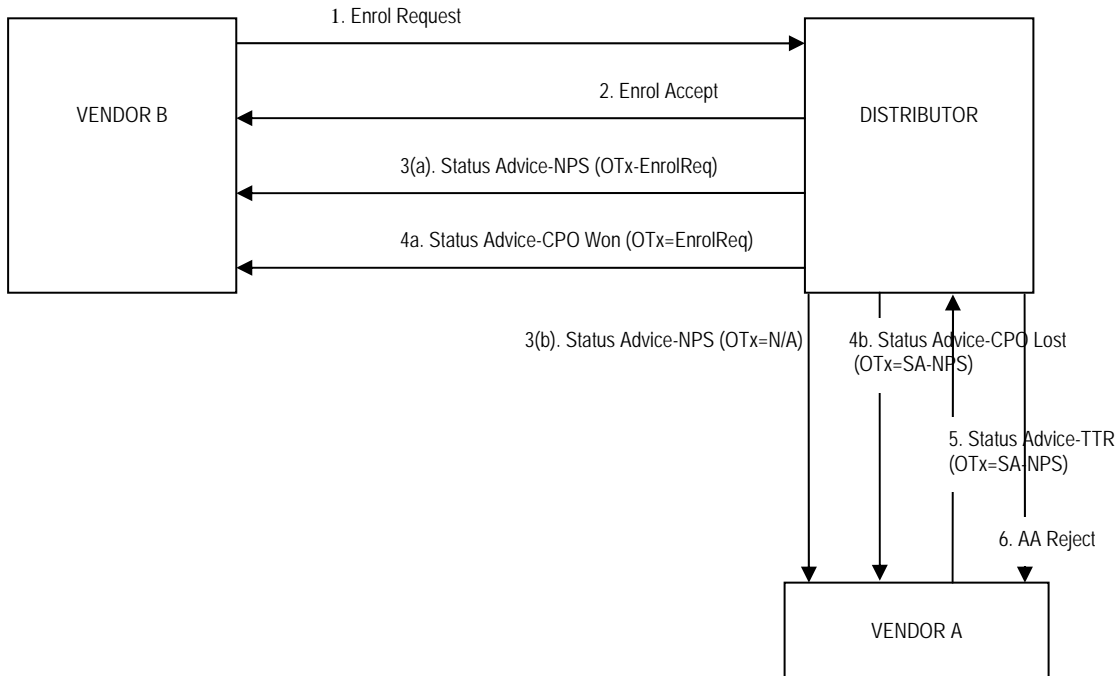 1. Enrol Request
VENDOR B
2. Enrol Accept
DISTRIBUTOR
3(a). Status Advice-NPS (OTx-EnrolReq)
4a. Status Advice-CPO Won (OTx=EnrolReq)
3(b). Status Advice-NPS (OTx=N/A)
4b. Status Advice-CPO Lost
(OTx=SA-NPS)
5. Status Advice-TTR
(OTx=SA-NPS)
6. AA Reject
VENDOR A